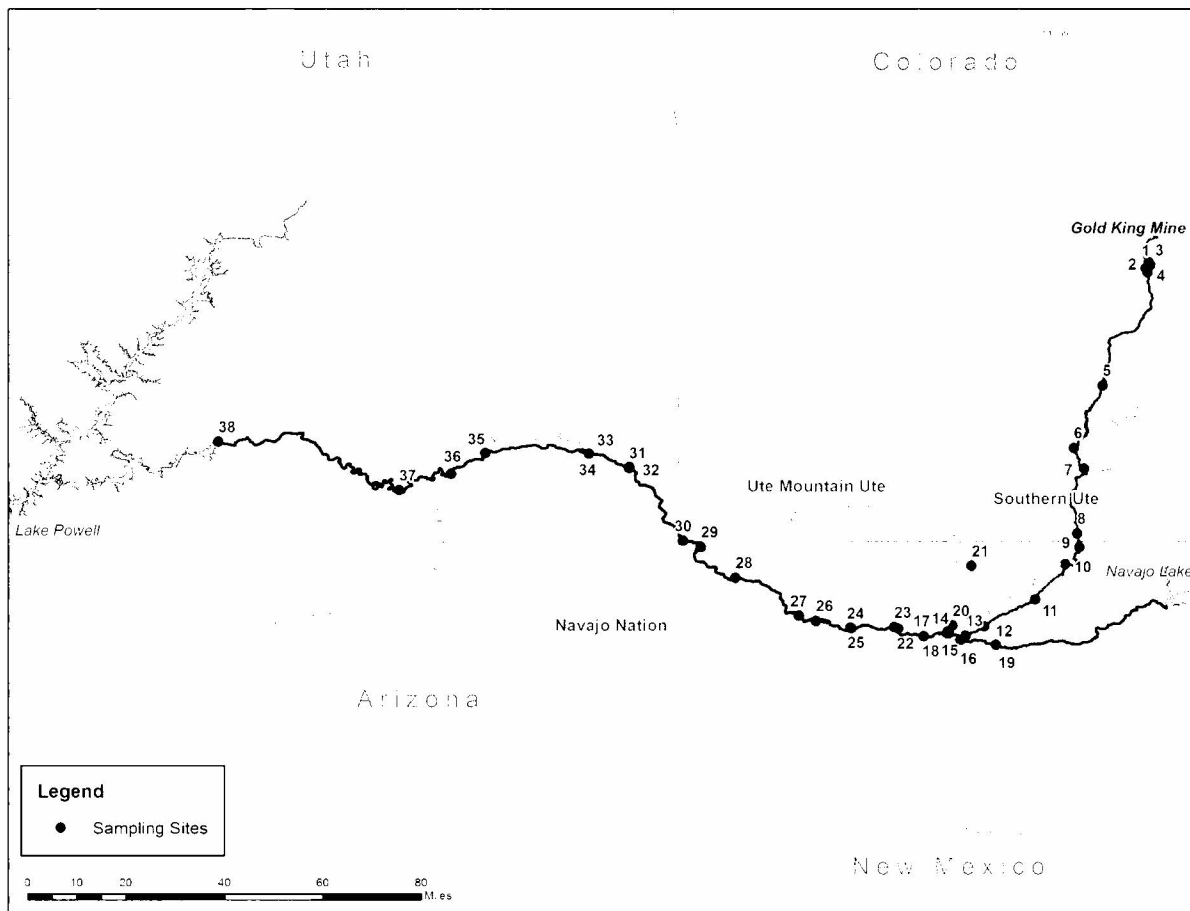 Utah
Colorado
Gold King Mine
1 3
2 4
5
6
7
38
35 33
36 34
31
32
37
Ute Mountain Ute
Southern Ute
Lake Powell
8
30 29
9
21
10
Navajo Lake
28
11
27 26
24 23 17 14 20 13
12
Navajo Nation
25 22 18 15 16 19
Arizona
Legend
Sampling Sites
New Mexico
0 10 20 40 60 80